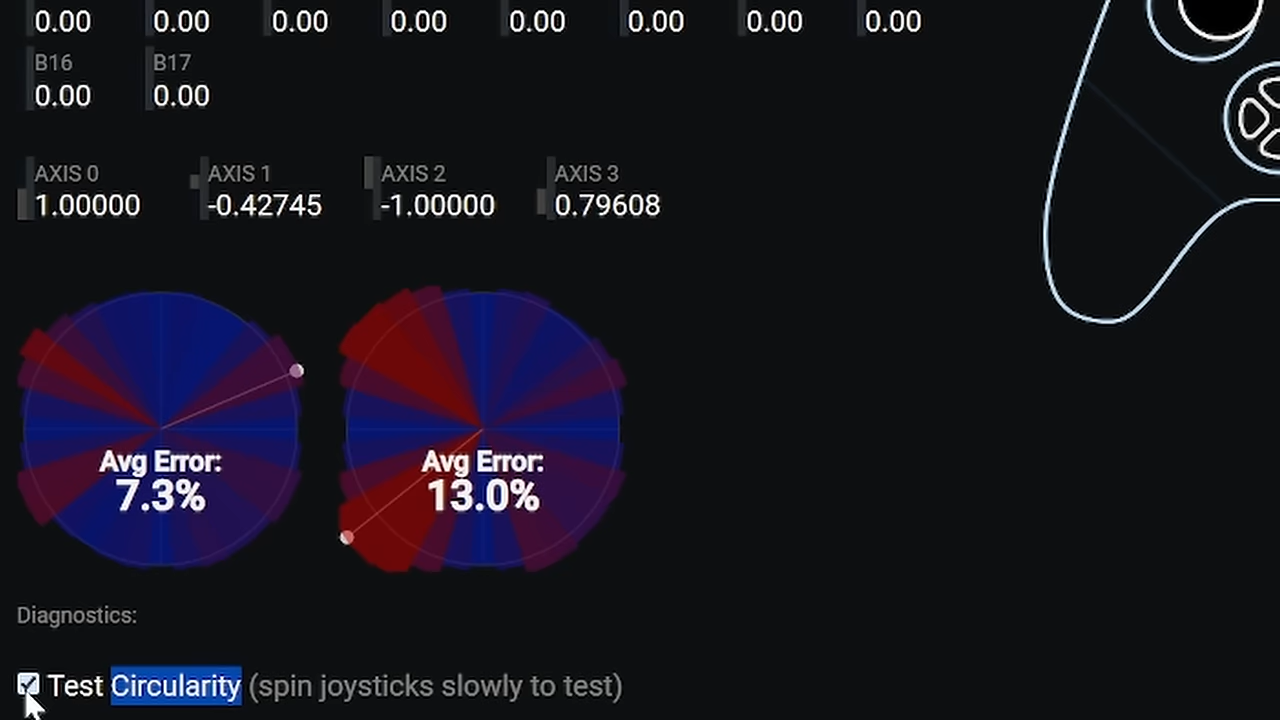 0.00 0.00 0.00 0.00 0.00 0.00 0.00 0.00
B16 B17
0.00 0.00
AXIS 0 AXIS 1 AXIS 2 AXIS 3
1.00000 -0.42745 -1.00000 0.79608
Avg Error: Avg Error:
7.3% 13.0%
Diagnostics:
Test Circularity (spin joysticks slowly to test)